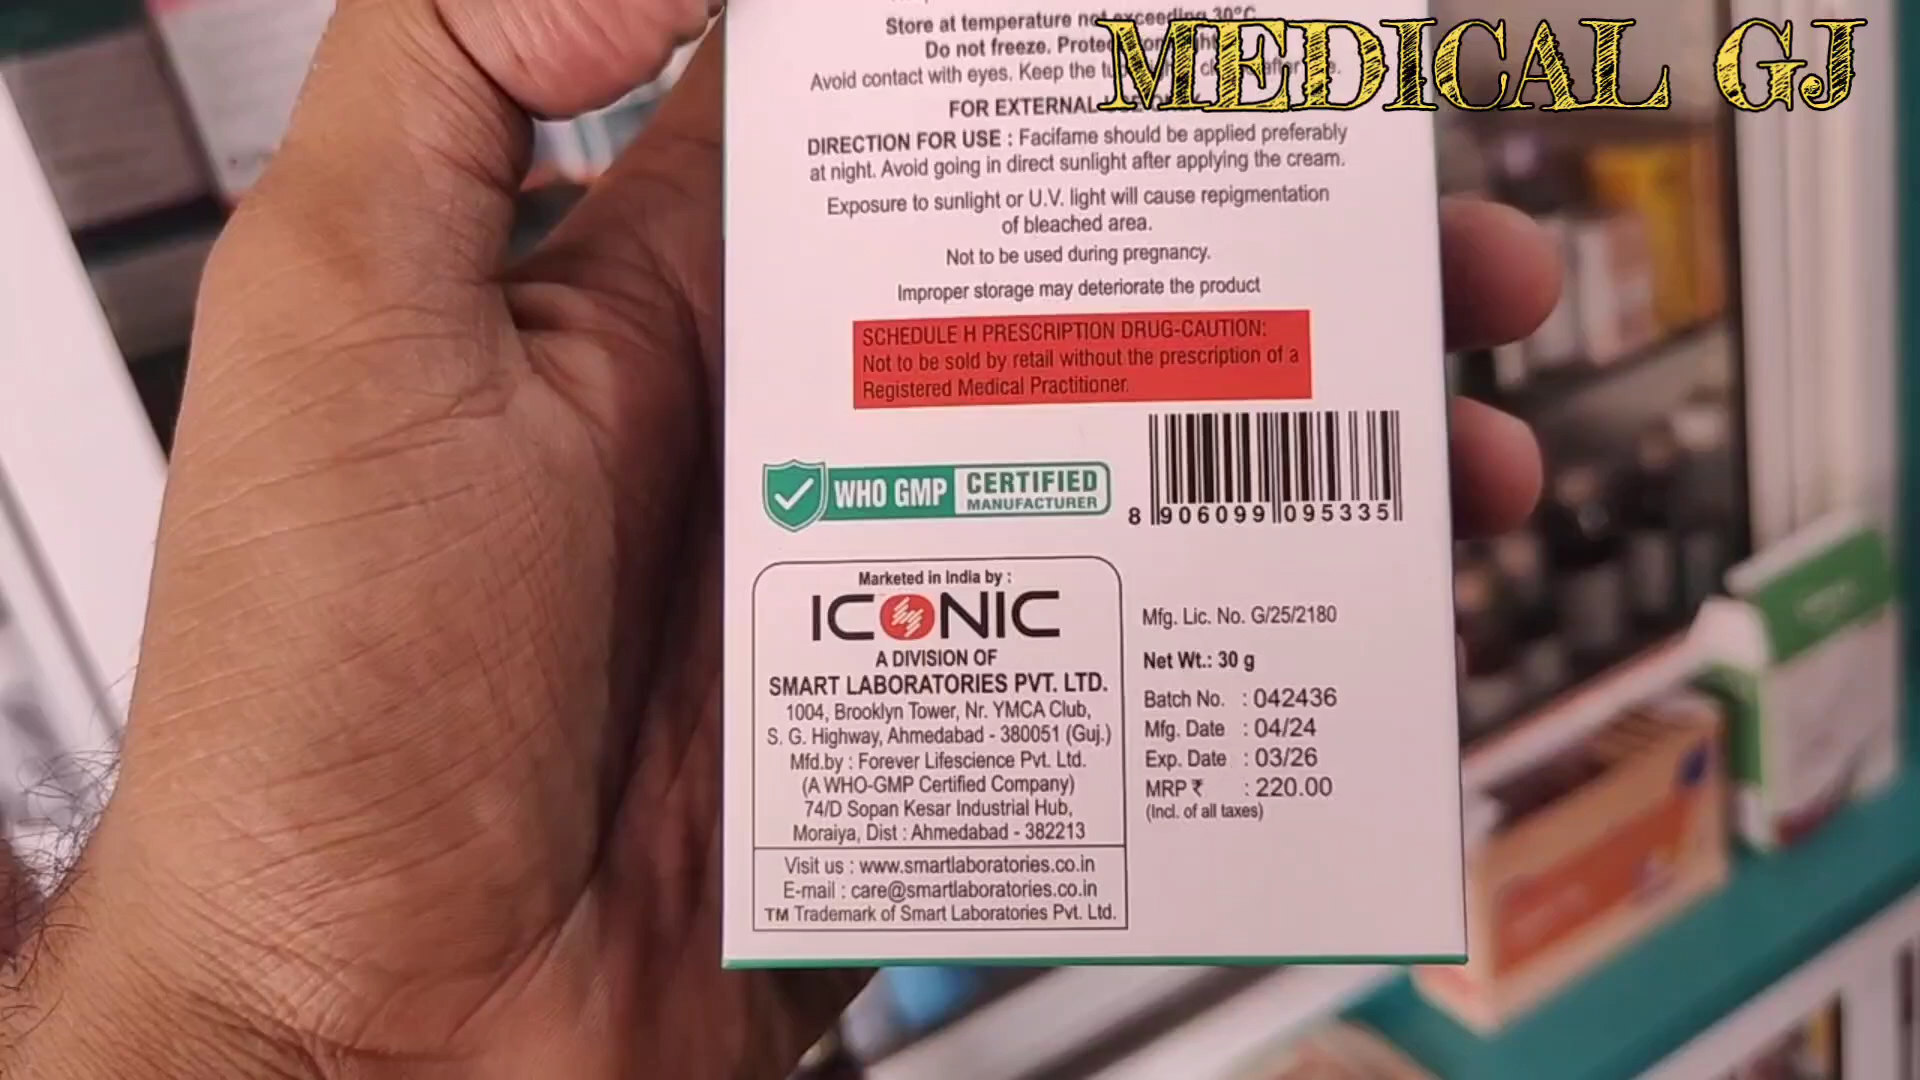 MEDICAL GJ
Store at temperature not exceeding 30°C
Do not freeze.
Avoid contact with eyes. Keep the
FOR EXTERNAL
DIRECTION FOR USE : Facifame should be applied preferably
at night. Avoid going in direct sunlight after applying the cream.
Exposure to sunlight or U.V. light will cause repigmentation
of bleached area.
Not to be used during pregnancy.
Improper storage may deteriorate the product
SCHEDULE H PRESCRIPTION DRUG-CAUTION:
Not to be sold by retail without the prescription of a
Registered Medical Practitioner.
WHO GMP CERTIFIED
MANUFACTURER
8 906099 095335
Marketed in India by :
ICONIC
A DIVISION OF
SMART LABORATORIES PVT. LTD.
1004, Brooklyn Tower, Nr. YMCA Club,
S. G. Highway, Ahmedabad - 380051 (Guj.)
Mfd.by : Forever Lifescience Pvt. Ltd.
(A WHO-GMP Certified Company)
74/D Sopan Kesar Industrial Hub,
Moraiya, Dist : Ahmedabad - 382213
Visit us : www.smartlaboratories.co.in
E-mail : care@smartlaboratories.co.in
TM Trademark of Smart Laboratories Pvt. Ltd.
Mfg. Lic. No. G/25/2180
Net Wt.: 30 g
Batch No. : 042436
Mfg. Date : 04/24
Exp. Date : 03/26
MRP ₹ : 220.00
(Incl. of all taxes)